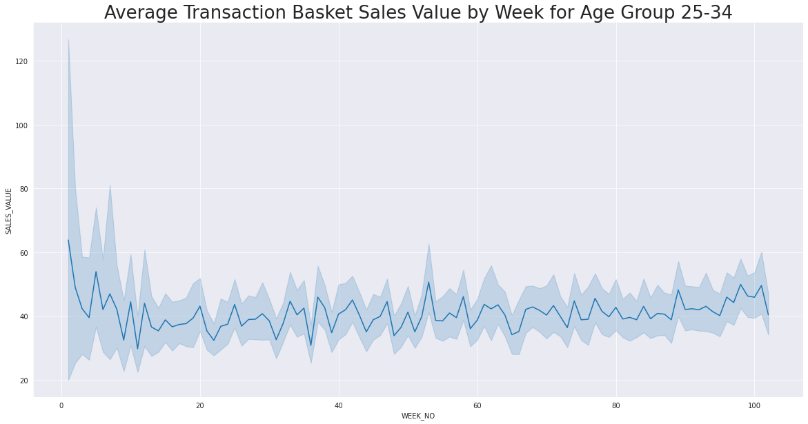 Average Transaction Basket Sales Value by Week for Age Group 25-34
120
100
80
60
40
20
SALES_VALUE
0 20 40 60 80 100
WEEK_NO